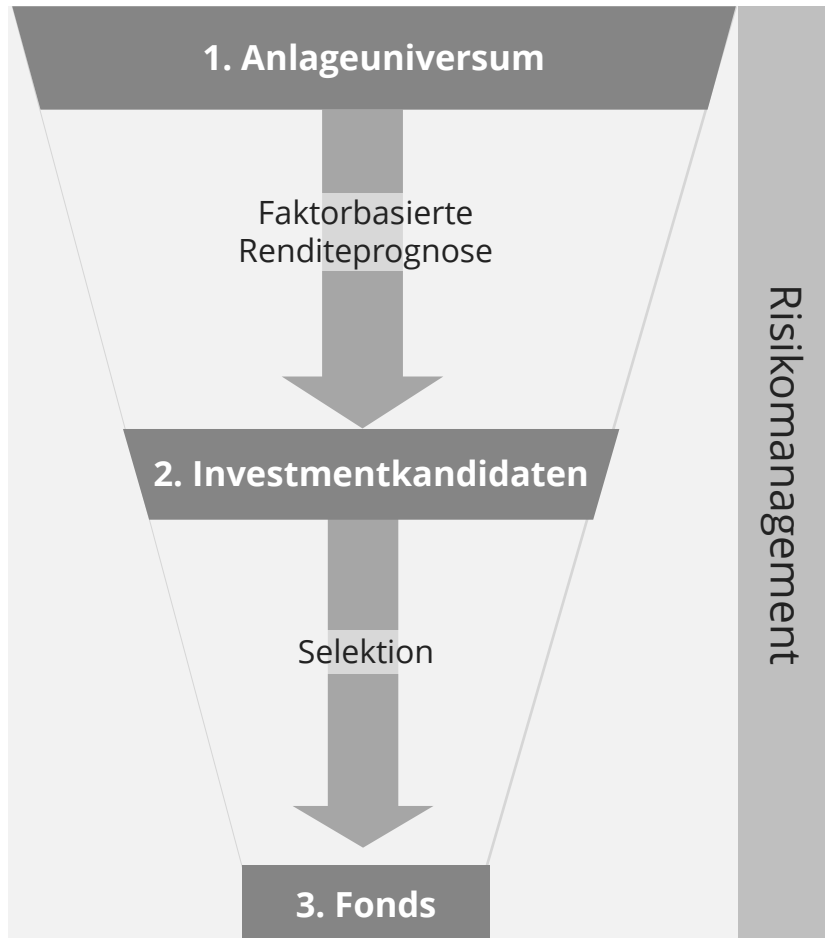 1. Anlageuniversum
Faktorbasierte
Renditeprognose
2. Investmentkandidaten
Selektion
3. Fonds
Risikomanagement